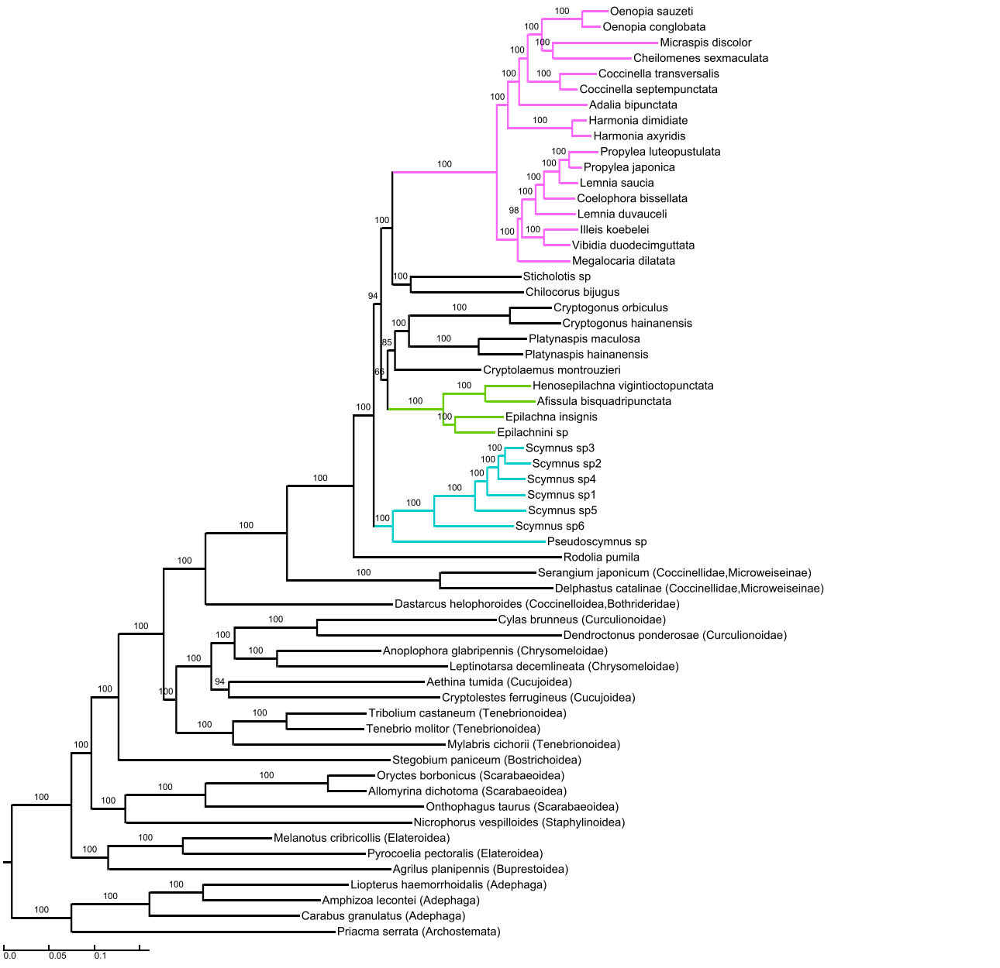 100 Oenopia sauzeti
Oenopia conglobata
100
100 Micraspis discolor
100 Cheilomenes sexmaculata
100 100 Coccinella transversalis
Coccinella septempunctata
100 Adalia bipunctata
100 Harmonia dimidiate
Harmonia axyridis
100 Propylea luteopustulata
100 Propylea japonica
100 100 Lemnia saucia
100 Coelophora bissellata
98 Lemnia duvauceli
100 100 Illeis koebelei
100 Vibidia duodecimguttata
Megalocaria dilatata
100 Sticholotis sp
Chilocorus bijugus
94 100 Cryptogonus orbiculus
100 Cryptogonus hainanensis
85 100 Platynaspis maculosa
Platynaspis hainanensis
66 Cryptolaemus montrouzieri
100 Henosepilachna vigintioctopunctata
100 Afissula bisquadripunctata
100 100 Epilachna insignis
Epilachnini sp
100 Scymnus sp3
100 Scymnus sp2
100 100 Scymnus sp4
100 Scymnus sp1
100 Scymnus sp5
100 Scymnus sp6
Pseudoscymnus sp
100 Rodolia pumila
100 Serangium japonicum (Coccinellidae,Microweiseinae)
Delphastus catalinae (Coccinellidae,Microweiseinae)
100 Dastarcus helophoroides (Coccinelloidea,Bothrideridae)
100 100 Cylas brunneus (Curculionoidae)
100 Dendroctonus ponderosae (Curculionoidae)
100 Anoplophora glabripennis (Chrysomeloidae)
100 Leptinotarsa decemlineata (Chrysomeloidae)
94 Aethina tumida (Cucujoidea)
100 100 Cryptolestes ferrugineus (Cucujoidea)
100 Tribolium castaneum (Tenebrionoidea)
100 Tenebrio molitor (Tenebrionoidea)
100 Mylabris cichorii (Tenebrionoidea)
Stegobium paniceum (Bostrichoidea)
100 Oryctes borbonicus (Scarabaeoidea)
100 Allomyrina dichotoma (Scarabaeoidea)
100 100 Onthophagus taurus (Scarabaeoidea)
Nicrophorus vespilloides (Staphylinoidea)
100 Melanotus cribricollis (Elateroidea)
100 Pyrocoelia pectoralis (Elateroidea)
Agrilus planipennis (Buprestoidea)
100 Liopterus haemorrhoidalis (Adephaga)
100 Amphizoa lecontei (Adephaga)
100 Carabus granulatus (Adephaga)
Priacma serrata (Archostemata)
0.0 0.05 0.1